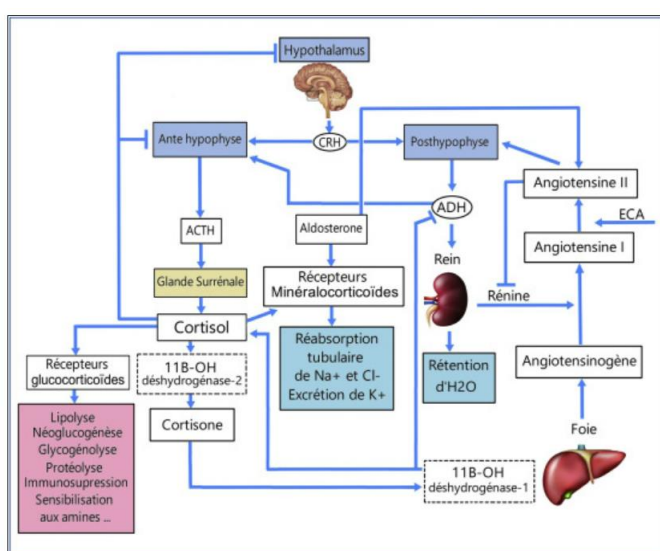 Hypothalamus
Ante hypophyse
CRH
Posthypophyse
Angiotensine II
ADH
ECA
ACTH
Aldosterone
Angiotensine I
Rein
Glande Surrénale
Récepteurs
Minéralocorticoïdes
Rénine
Cortisol
Récepteurs
glucocorticoïdes
11B-OH
déshydrogénase-2
Réabsorption
tubulaire
de Na+ et Cl-
Excrétion de K+
Rétention
d'H2O
Angiotensinogène
Lipolyse
Néoglucogénèse
Glycogénolyse
Protéolyse
Immunosupression
Sensibilisation
aux amines ...
Cortisone
Foie
11B-OH
déshydrogénase-1